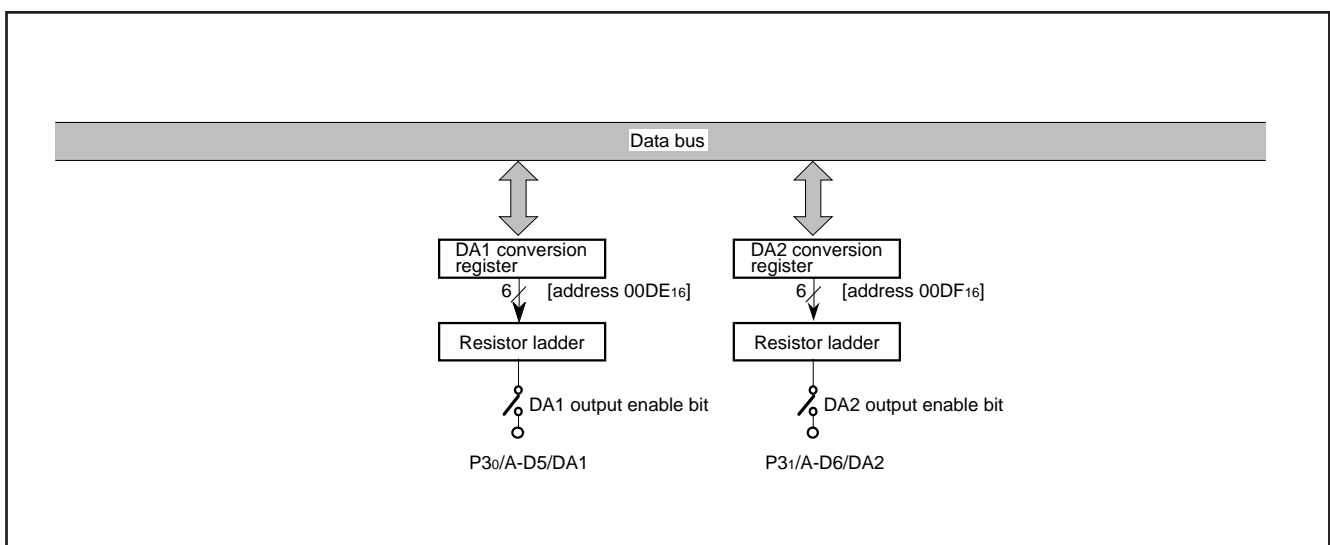 Data bus
DA1 conversion
register
6 [address 00DE16]
Resistor ladder
DA1 output enable bit
P30/A-D5/DA1
DA2 conversion
register
6 [address 00DF16]
Resistor ladder
DA2 output enable bit
P31/A-D6/DA2